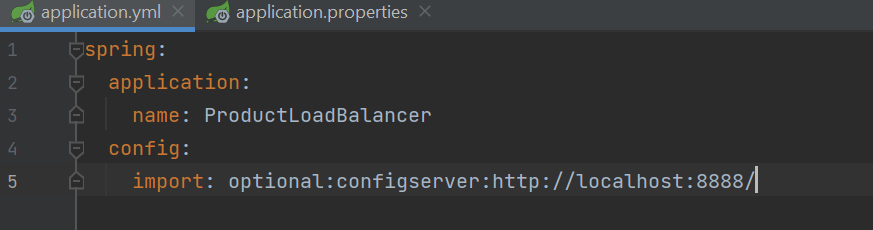 application.yml application.properties
1 spring:
2   application:
3     name: ProductLoadBalancer
4   config:
5     import: optional:configserver:http://localhost:8888/